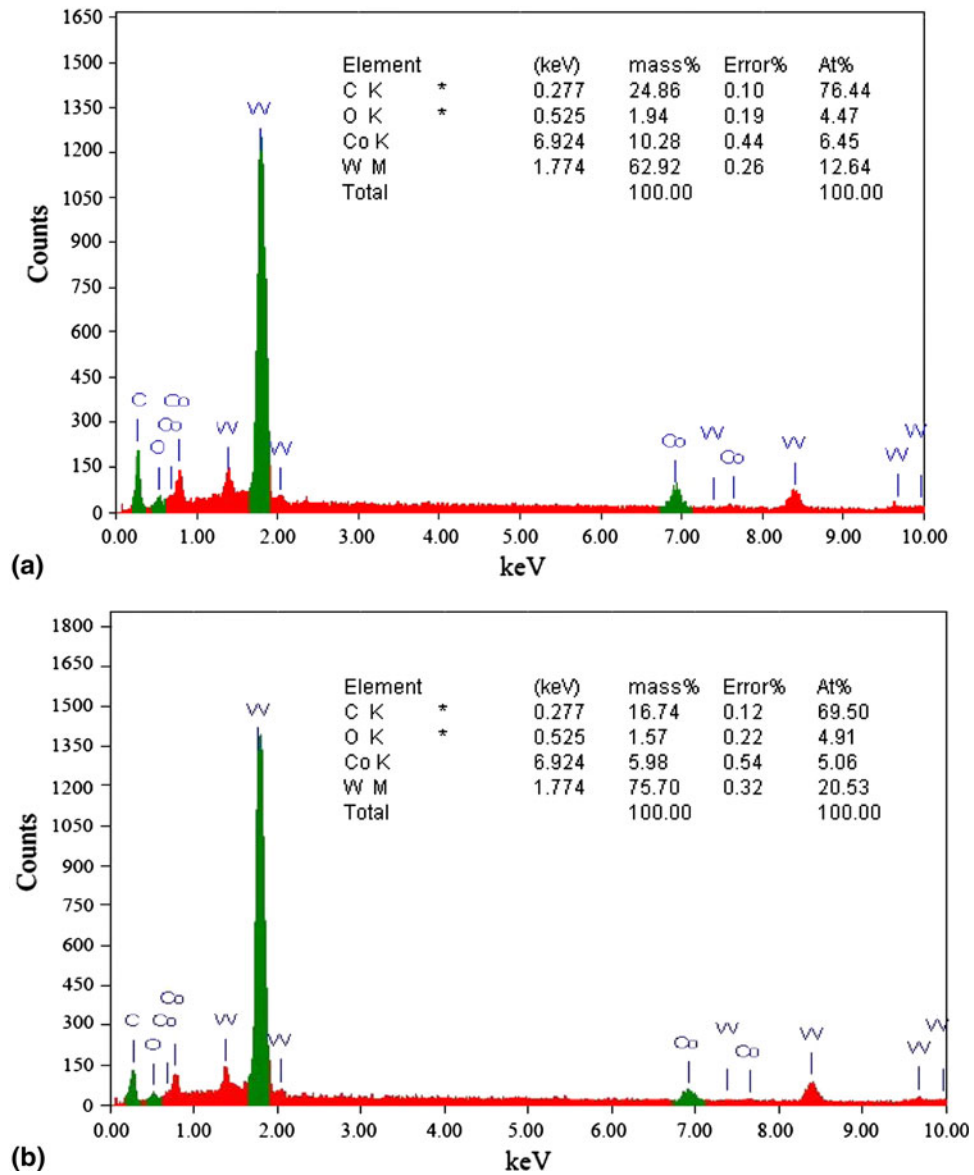 1650
1500
1350
1200
1050
900
750
600
450
300
150
0
Counts
Element (keV) mass% Error% At%
C K * 0.277 24.86 0.10 76.44
O K * 0.525 1.94 0.19 4.47
Co K 6.924 10.28 0.44 6.45
W M 1.774 62.92 0.26 12.64
Total 100.00 100.00
W
C
O
Co
Co
W
W
Co
W
Co
W
W
W
0.00 1.00 2.00 3.00 4.00 5.00 6.00 7.00 8.00 9.00 10.00
keV
(a)
1800
1650
1500
1350
1200
1050
900
750
600
450
300
150
0
Counts
Element (keV) mass% Error% At%
C K * 0.277 16.74 0.12 69.50
O K * 0.525 1.57 0.22 4.91
Co K 6.924 5.98 0.54 5.06
W M 1.774 75.70 0.32 20.53
Total 100.00 100.00
W
C
O
Co
Co
W
W
Co
W
Co
W
W
W
0.00 1.00 2.00 3.00 4.00 5.00 6.00 7.00 8.00 9.00 10.00
keV
(b)